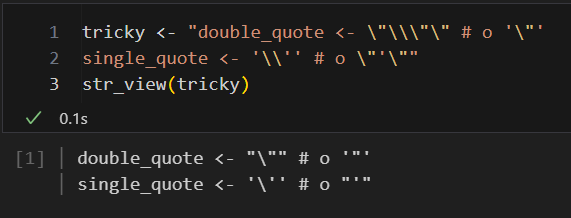 1 tricky <- "double_quote <- \"\\\"\" # o '\"'
2 single_quote <- '\\'' # o \"'\""
3 str_view(tricky)
✓ 0.1s
[1] │ double_quote <- "\"" # o '"'
│ single_quote <- '\'' # o "'"